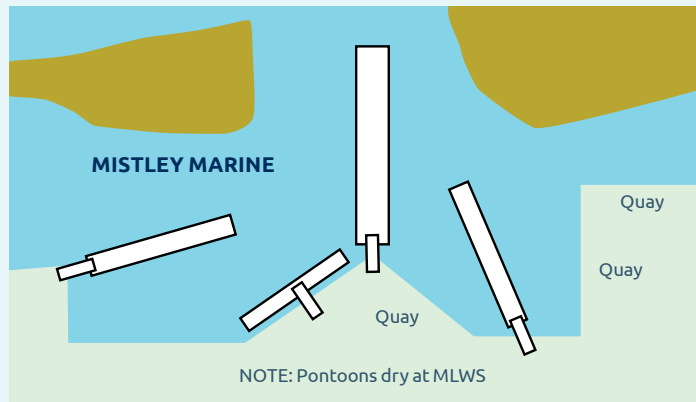 MISTLEY MARINE
Quay
Quay
Quay
NOTE: Pontoons dry at MLWS